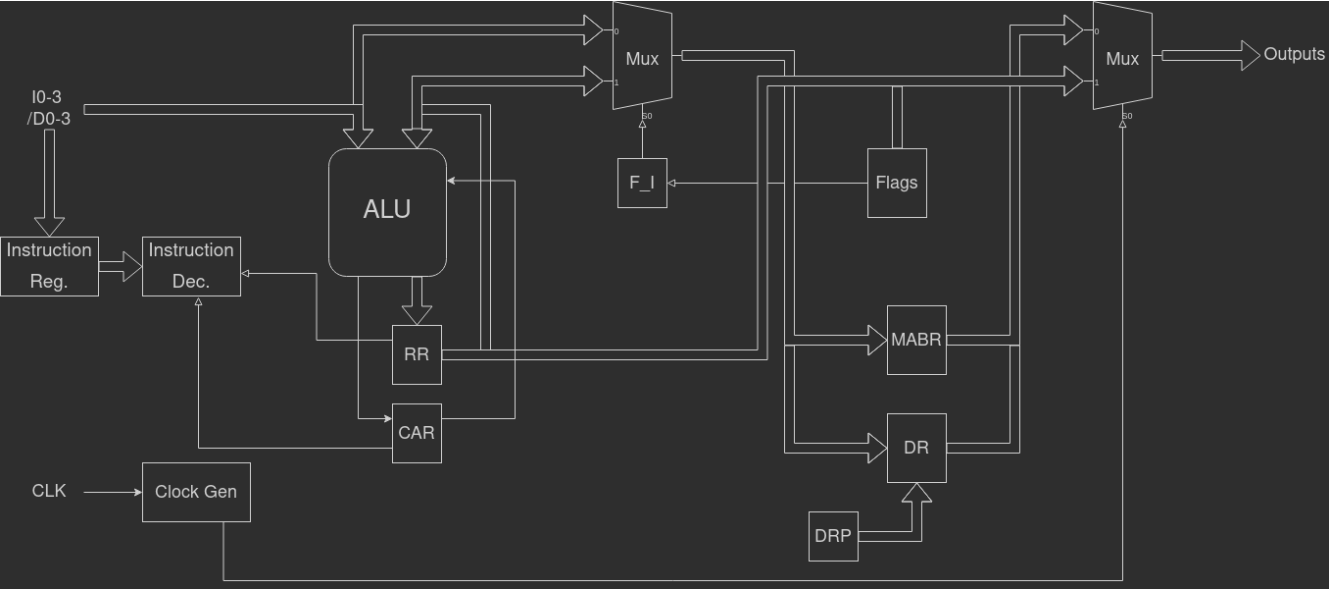 0
Mux
1
S0
0
Mux
1
S0
Outputs
I0-3
/D0-3
ALU
F_I
Flags
Instruction
Reg.
Instruction
Dec.
RR
MABR
CAR
DR
CLK
Clock Gen
DRP